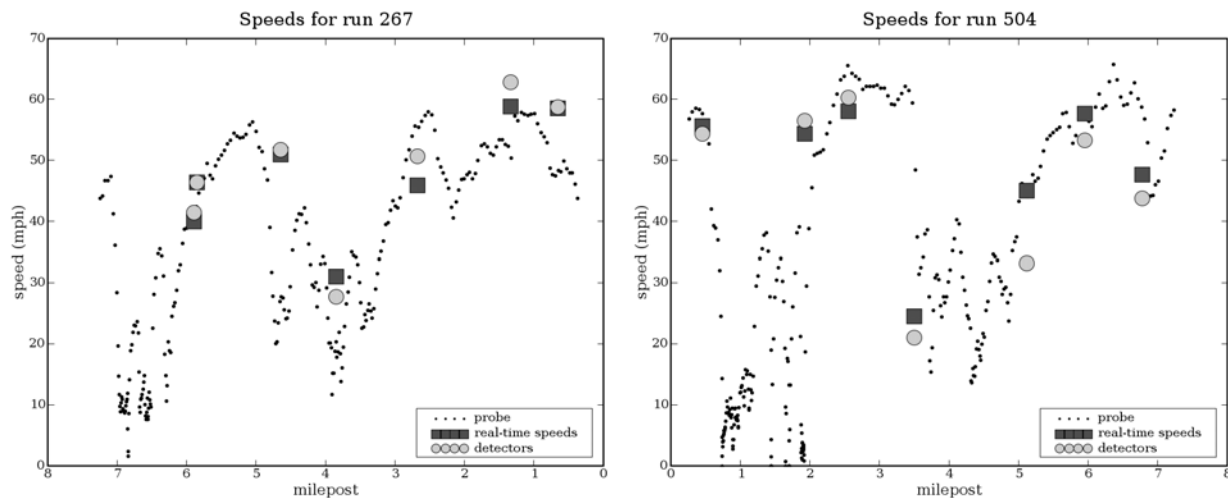 Speeds for run 267
70
60
50
40
30
20
10
0
speed (mph)
8 7 6 5 4 3 2 1 0
milepost
probe
real-time speeds
detectors
Speeds for run 504
70
60
50
40
30
20
10
0
speed (mph)
0 1 2 3 4 5 6 7 8
milepost
probe
real-time speeds
detectors